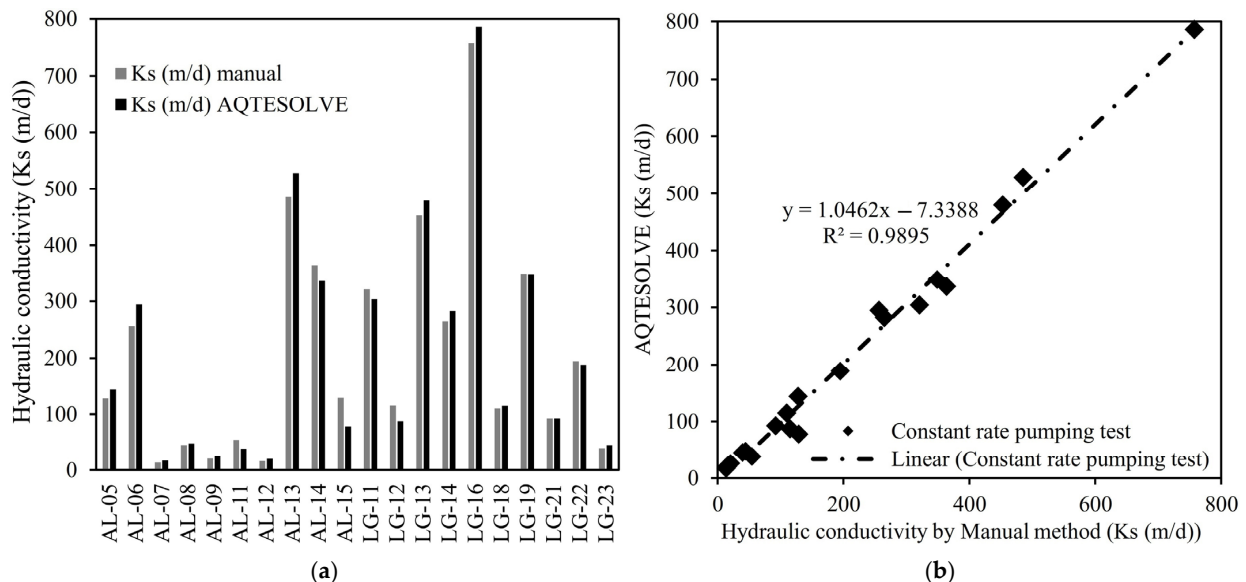 800
700
600
500
400
300
200
100
0
Hydraulic conductivity (Ks (m/d))
Ks (m/d) manual
Ks (m/d) AQTESOLVE
AL-05
AL-06
AL-07
AL-08
AL-09
AL-11
AL-12
AL-13
AL-14
AL-15
LG-11
LG-12
LG-13
LG-14
LG-16
LG-18
LG-19
LG-21
LG-22
LG-23
(a)
800
700
600
500
400
300
200
100
0
AQTESOLVE (Ks (m/d))
y = 1.0462x – 7.3388
R² = 0.9895
Constant rate pumping test
Linear (Constant rate pumping test)
0 200 400 600 800
Hydraulic conductivity by Manual method (Ks (m/d))
(b)